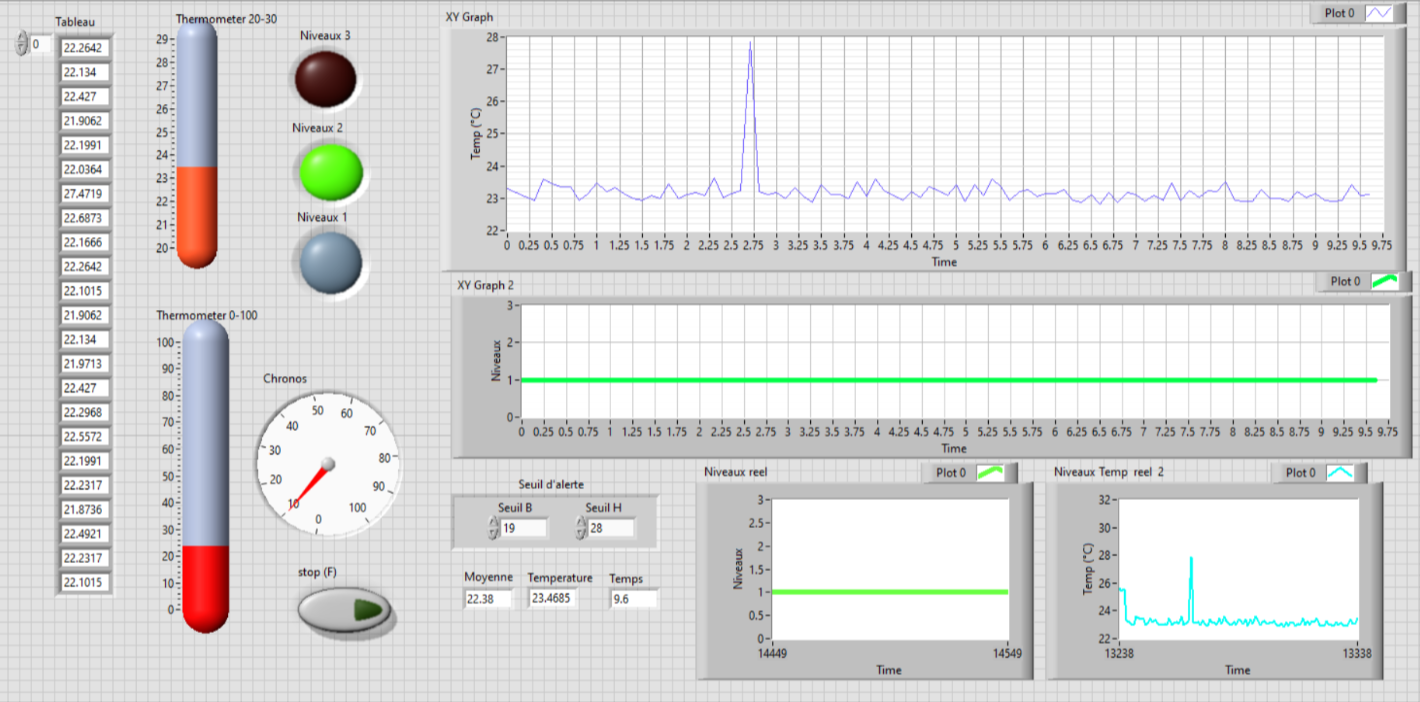 Tableau
0
22.2642
22.134
22.427
21.9062
22.1991
22.0364
27.4719
22.6873
22.1666
22.2642
22.1015
21.9062
22.134
21.9713
22.427
22.2968
22.5572
22.1991
22.2317
21.8736
22.4921
22.2317
22.1015
Thermometer 20-30
29
28
27
26
25
24
23
22
21
20
Niveaux 3
Niveaux 2
Niveaux 1
Thermometer 0-100
100
90
80
70
60
50
40
30
20
10
0
Chronos
0 10 20 30 40 50 60 70 80 90 100
stop (F)
XY Graph
Plot 0
Temp (°C)
28
27
26
25
24
23
22
0 0.25 0.5 0.75 1 1.25 1.5 1.75 2 2.25 2.5 2.75 3 3.25 3.5 3.75 4 4.25 4.5 4.75 5 5.25 5.5 5.75 6 6.25 6.5 6.75 7 7.25 7.5 7.75 8 8.25 8.5 8.75 9 9.25 9.5 9.75
Time
XY Graph 2
Plot 0
Niveaux
3
2
1
0
0 0.25 0.5 0.75 1 1.25 1.5 1.75 2 2.25 2.5 2.75 3 3.25 3.5 3.75 4 4.25 4.5 4.75 5 5.25 5.5 5.75 6 6.25 6.5 6.75 7 7.25 7.5 7.75 8 8.25 8.5 8.75 9 9.25 9.5 9.75
Time
Seuil d'alerte
Seuil B Seuil H
19 28
Moyenne Temperature Temps
22.38 23.4685 9.6
Niveaux reel
Plot 0
Niveaux
3
2.5
2
1.5
1
0.5
0
14449 14549
Time
Niveaux Temp reel 2
Plot 0
Temp (°C)
32
30
28
26
24
22
13238 13338
Time